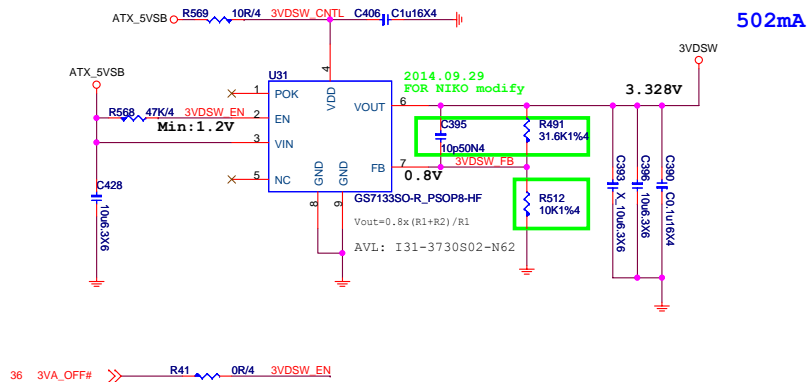 502mA
ATX_5VSB R569 10R/4 3VDSW_CNTL C406 C1u16X4
3VDSW
ATX_5VSB
U31
2014.09.29
FOR NIKO modify
3.328V
4
VDD
1 POK
VOUT 6
R568 47K/4 3VDSW_EN 2 EN
Min:1.2V
3 VIN
C395
10p50N4
R491
31.6K1%4
3VDSW_FB
FB 7
0.8V
5 NC
GND GND
8 9
GS7133SO-R_PSOP8-HF
C428
10u6.3X6
R512
10K1%4
C393 X_10u6.3X6
C396 10u6.3X6
C390 C0.1u16X4
Vout=0.8x(R1+R2)/R1
AVL: I31-3730S02-N62
36 3VA_OFF# R41 0R/4 3VDSW_EN